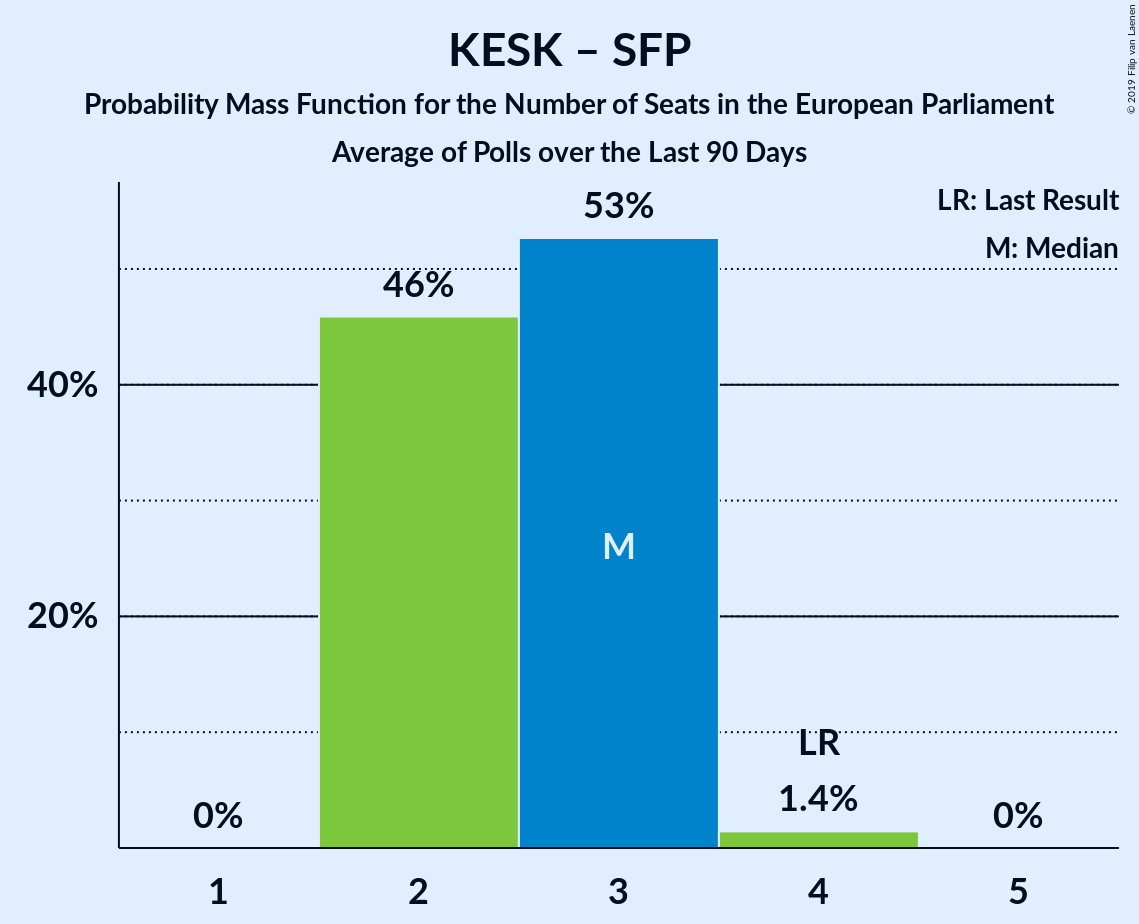 KESK – SFP
Probability Mass Function for the Number of Seats in the European Parliament
Average of Polls over the Last 90 Days
© 2019 Filip van Laenen
LR: Last Result
M: Median
53%
46%
40%
M
20%
LR
1.4%
0%
0%
1 2 3 4 5